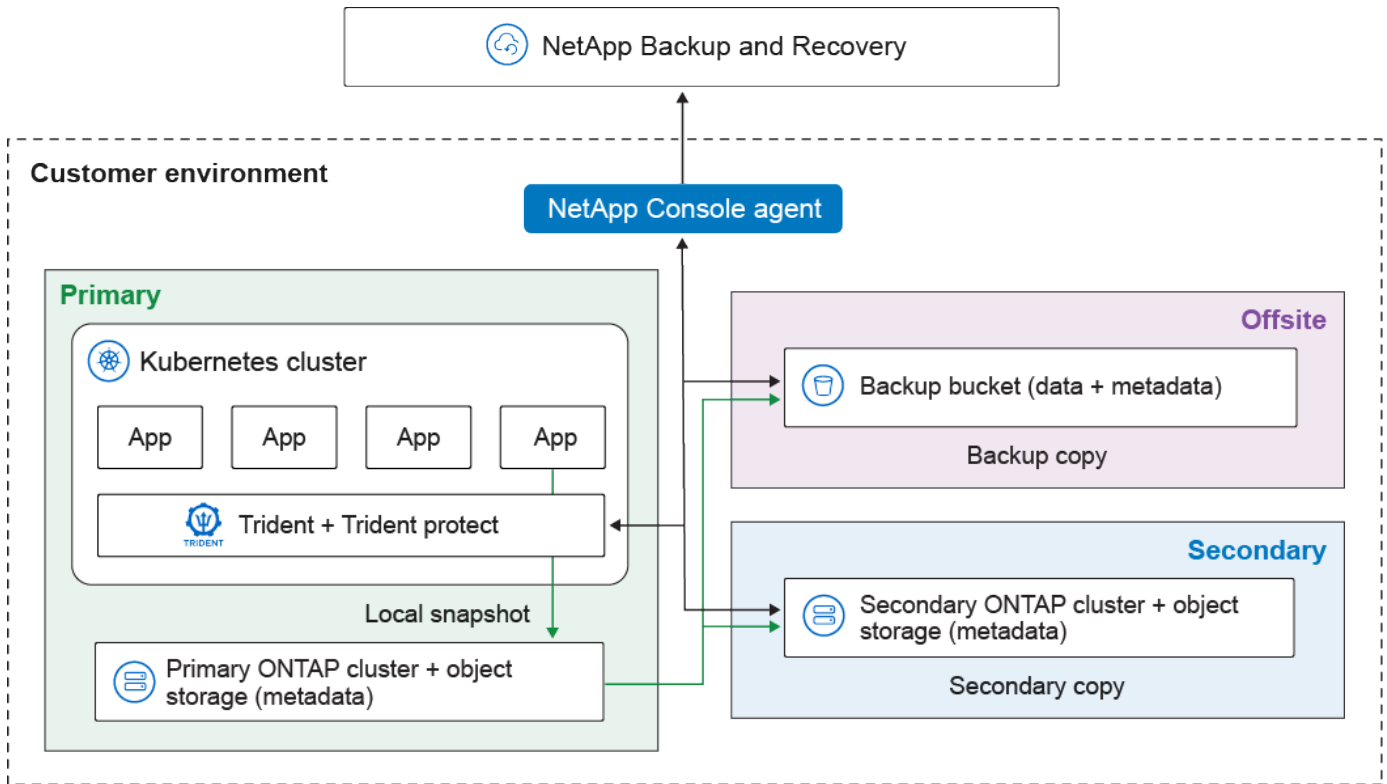 NetApp Backup and Recovery
Customer environment
NetApp Console agent
Primary
Kubernetes cluster
App
App
App
App
TRIDENT
Trident + Trident protect
Local snapshot
Primary ONTAP cluster + object
storage (metadata)
Offsite
Backup bucket (data + metadata)
Backup copy
Secondary
Secondary ONTAP cluster + object
storage (metadata)
Secondary copy